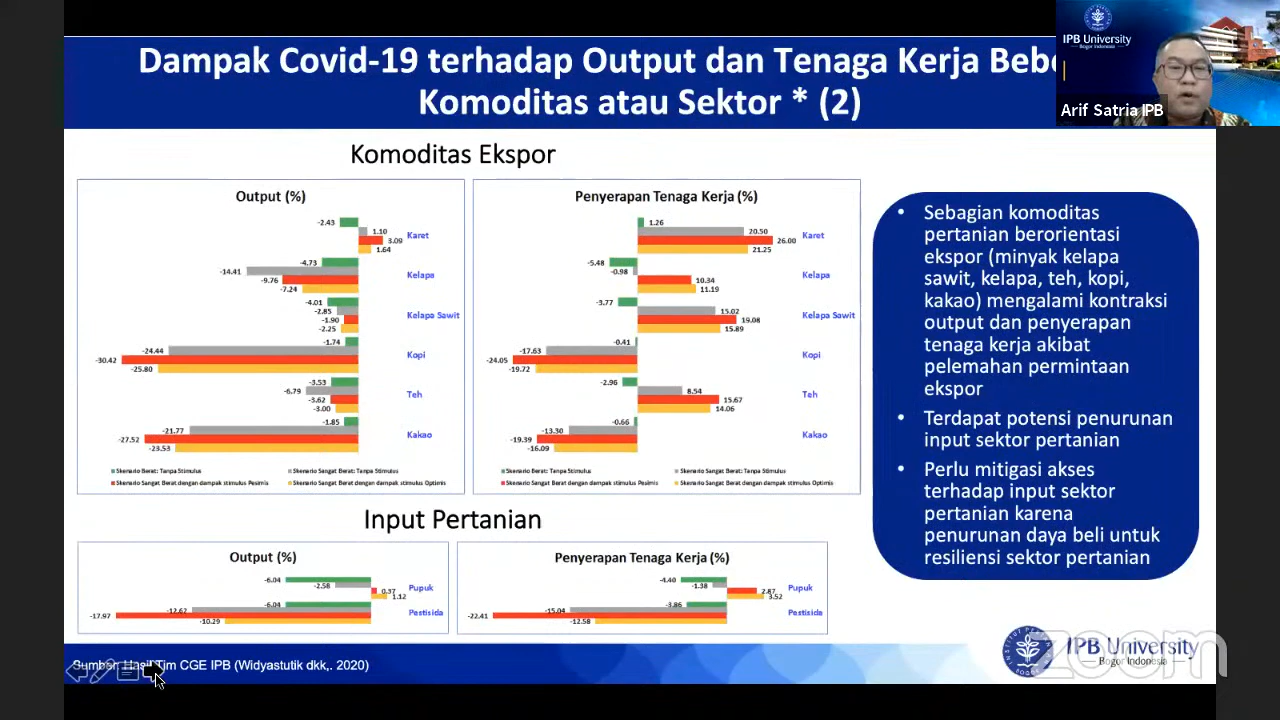 Dampak Covid-19 terhadap Output dan Tenaga Kerja
Komoditas atau Sektor * (2)
IPB University
Bogor Indonesia
Arif Satria IPB
Komoditas Ekspor
Output (%)
-2.43
1.10
3.09
1.64
Karet
-4.73
-14.41
-9.76
-7.24
Kelapa
-4.01
-2.85
-1.90
-2.25
Kelapa Sawit
-1.74
-24.44
-30.42
-25.80
Kopi
-3.53
-6.79
-3.62
-3.00
Teh
-1.85
-21.77
-27.52
-23.53
Kakao
Skenario Berat: Tanpa Stimulus
Skenario Sangat Berat: Tanpa Stimulus
Skenario Sangat Berat dengan dampak stimulus Pesimis
Skenario Sangat Berat dengan dampak stimulus Optimis
Penyerapan Tenaga Kerja (%)
1.26
20.50
26.00
21.25
Karet
-5.48
-0.98
10.34
11.19
Kelapa
-3.77
15.02
19.08
15.89
Kelapa Sawit
-0.41
-17.63
-24.05
-19.72
Kopi
-2.96
8.54
15.67
14.06
Teh
-0.66
-13.30
-19.39
-16.09
Kakao
Skenario Berat: Tanpa Stimulus
Skenario Sangat Berat: Tanpa Stimulus
Skenario Sangat Berat dengan dampak stimulus Pesimis
Skenario Sangat Berat dengan dampak stimulus Optimis
• Sebagian komoditas
pertanian berorientasi
ekspor (minyak kelapa
sawit, kelapa, teh, kopi,
kakao) mengalami kontraksi
output dan penyerapan
tenaga kerja akibat
pelemahan permintaan
ekspor
• Terdapat potensi penurunan
input sektor pertanian
• Perlu mitigasi akses
terhadap input sektor
pertanian karena
penurunan daya beli untuk
resiliensi sektor pertanian
Input Pertanian
Output (%)
-6.04
-2.58
0.37
1.12
Pupuk
-6.04
-12.62
-17.97
-10.29
Pestisida
Penyerapan Tenaga Kerja (%)
-4.40
-1.38
2.87
3.52
Pupuk
-3.86
-15.04
-22.41
-12.58
Pestisida
Sumber: Hasil Tim CGE IPB (Widyastutik dkk,. 2020)
IPB University
Bogor Indonesia
zoom